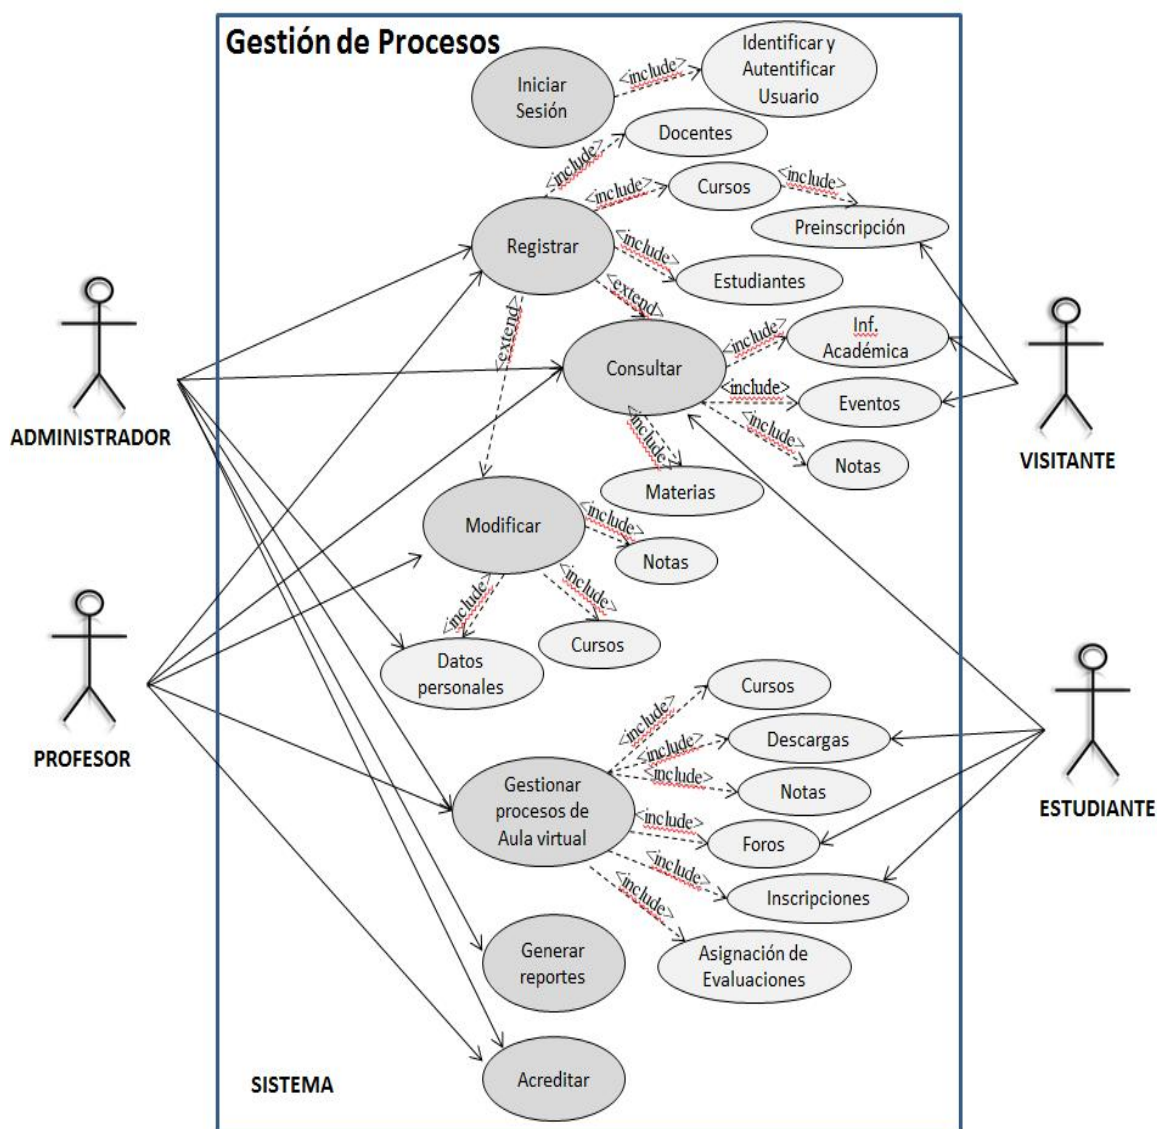 Gestión de Procesos
Identificar y
Autentificar
Usuario
<include>
Iniciar
Sesión
Docentes
<include>
Cursos
<include>
<include>
Preinscripción
Registrar
<include>
Estudiantes
<extend>
<extend>
Inf.
Académica
<include>
Consultar
<include>
Eventos
<include>
Notas
<include>
Materias
ADMINISTRADOR
VISITANTE
Modificar
<include>
Notas
<include>
<include>
Cursos
Datos
personales
PROFESOR
Cursos
<include>
Descargas
<include>
Notas
<include>
Gestionar
procesos de
Aula virtual
<include>
Foros
<include>
Inscripciones
<include>
Asignación de
Evaluaciones
ESTUDIANTE
Generar
reportes
Acreditar
SISTEMA